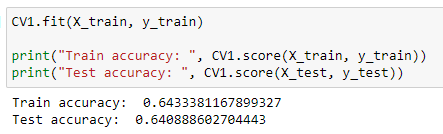 CV1.fit(X_train, y_train)
print("Train accuracy: ", CV1.score(X_train, y_train))
print("Test accuracy: ", CV1.score(X_test, y_test))
Train accuracy:  0.6433381167899327
Test accuracy:  0.640888602704443